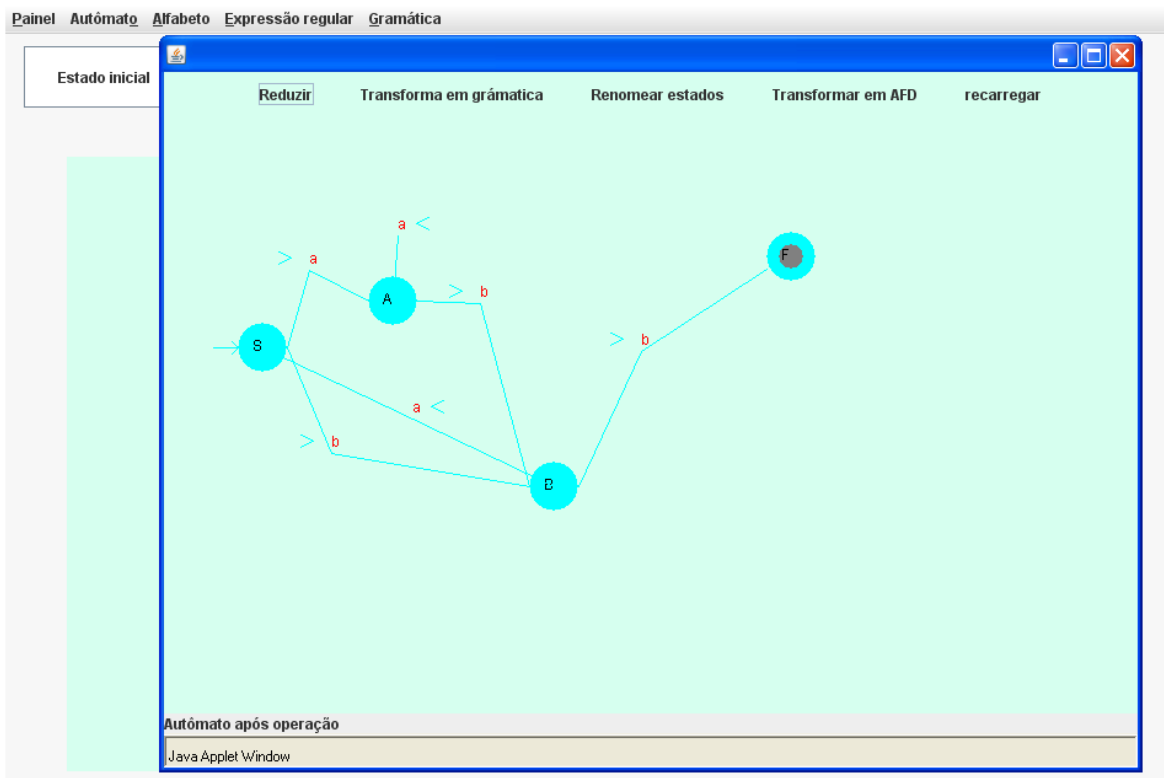 Painel Autômato Alfabeto Expressão regular Gramática
Estado inicial
Reduzir Transforma em grámatica Renomear estados Transformar em AFD recarregar
a <
> a
F
A
> b
S
> b
a <
> b
B
Autômato após operação
Java Applet Window